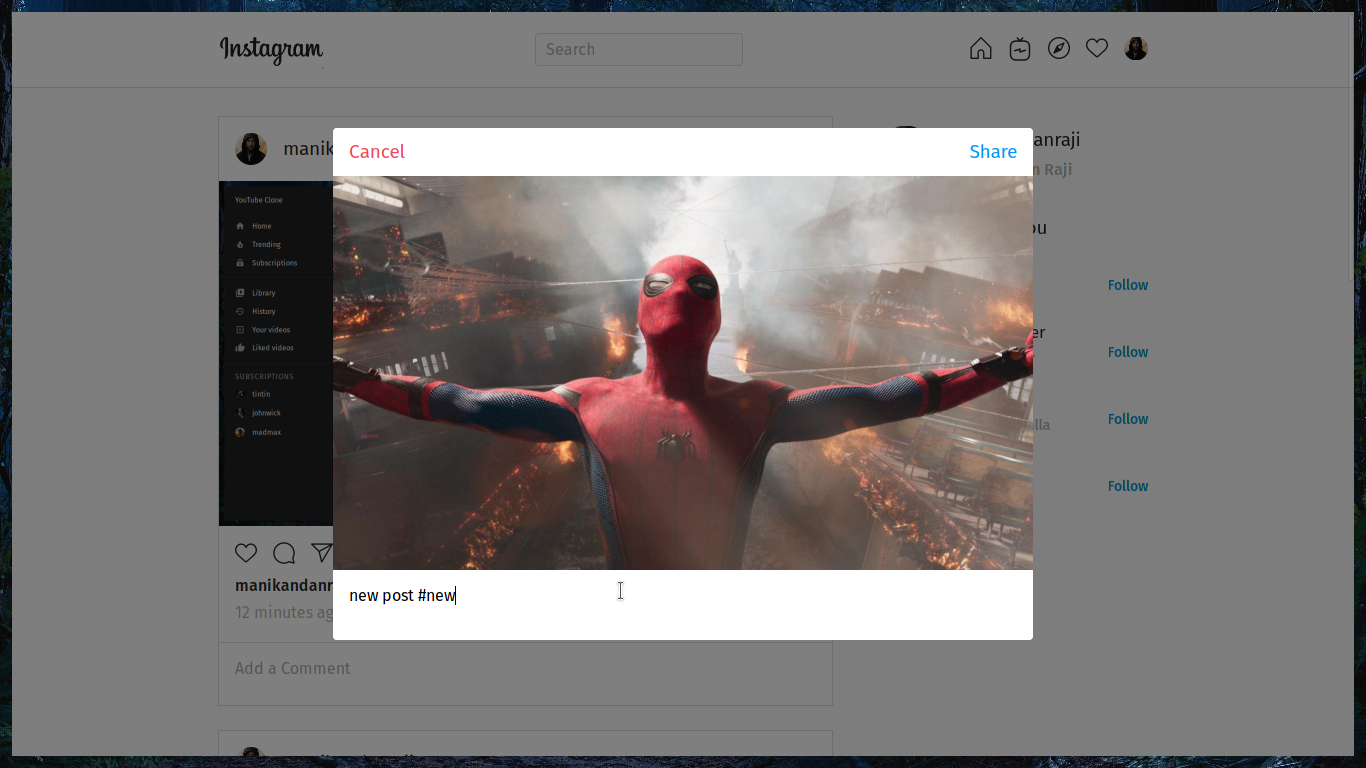 Instagram
Search
manik
anraji
n Raji
Cancel
Share
YouTube Clone
Home
Trending
Subscriptions
Library
History
Your videos
Liked videos
SUBSCRIPTIONS
tintin
johnwick
madmax
ou
Follow
er
Follow
lla
Follow
Follow
manikandanr
12 minutes ag
new post #new
Add a Comment